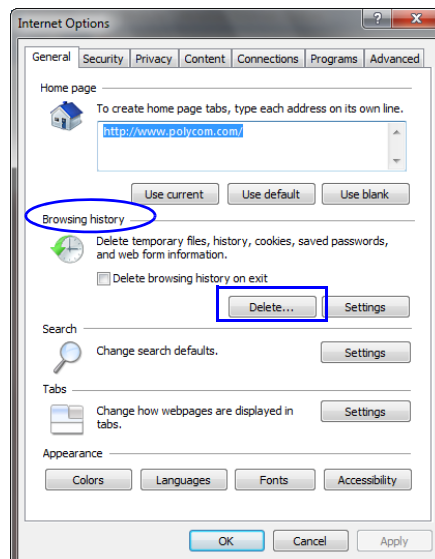 Internet Options
General Security Privacy Content Connections Programs Advanced
Home page
To create home page tabs, type each address on its own line.
http://www.polycom.com/
Use current Use default Use blank
Browsing history
Delete temporary files, history, cookies, saved passwords,
and web form information.
Delete browsing history on exit
Delete... Settings
Search
Change search defaults.
Settings
Tabs
Change how webpages are displayed in
tabs.
Settings
Appearance
Colors Languages Fonts Accessibility
OK Cancel Apply